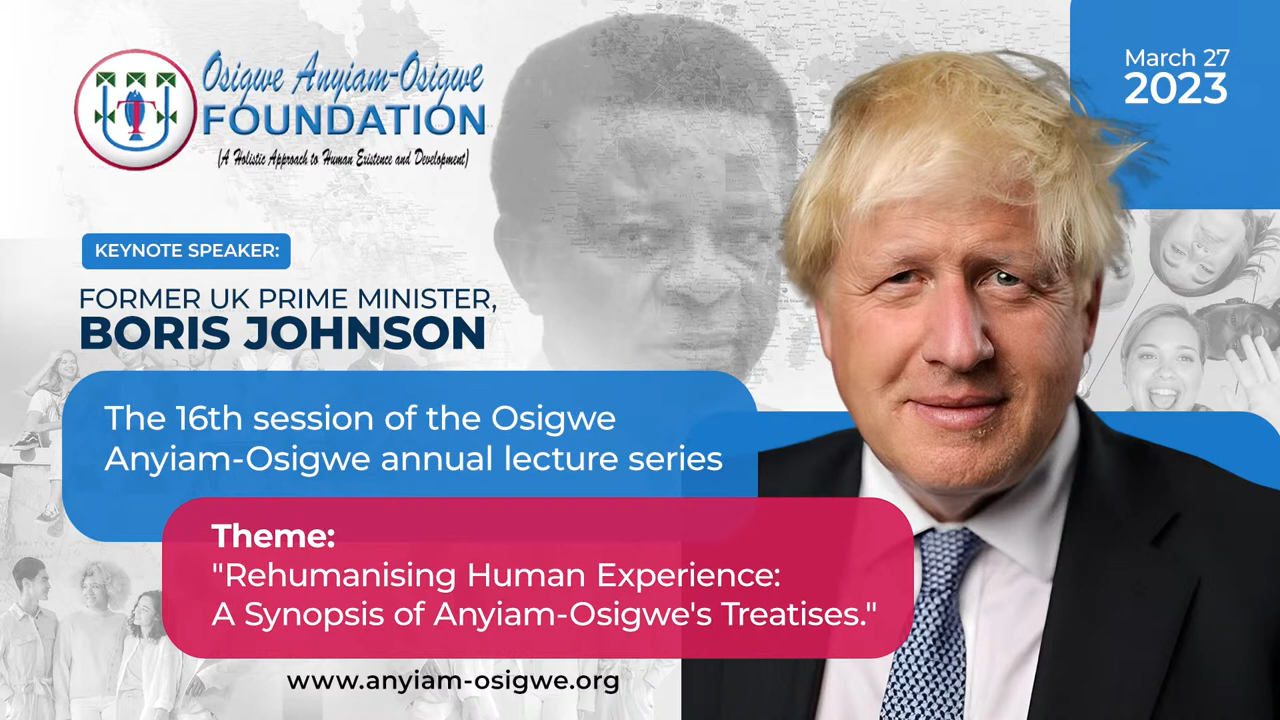 Osigwe Anyiam-Osigwe
FOUNDATION
(A Holistic Approach to Human Existence and Development)
March 27
2023
KEYNOTE SPEAKER:
FORMER UK PRIME MINISTER,
BORIS JOHNSON
The 16th session of the Osigwe
Anyiam-Osigwe annual lecture series
Theme:
"Rehumanising Human Experience:
A Synopsis of Anyiam-Osigwe's Treatises."
www.anyiam-osigwe.org